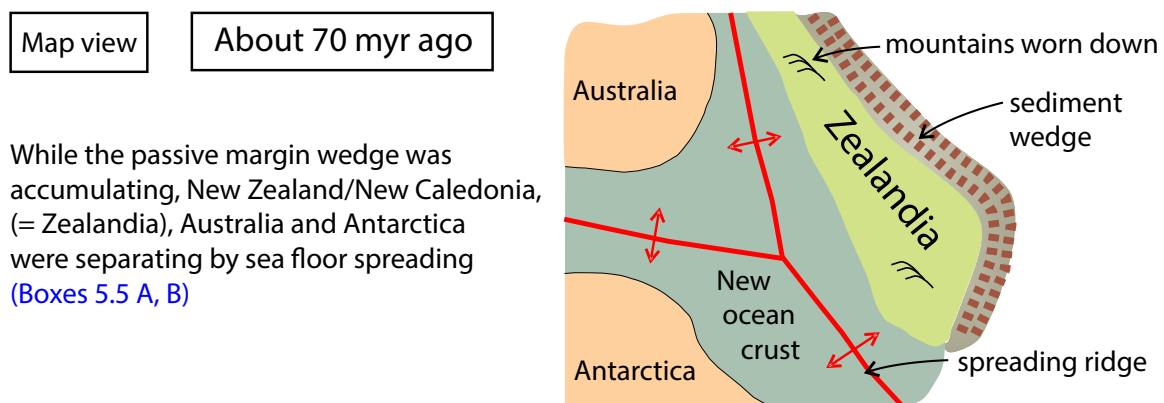 Map view
About 70 myr ago
While the passive margin wedge was
accumulating, New Zealand/New Caledonia,
(= Zealandia), Australia and Antarctica
were separating by sea floor spreading
(Boxes 5.5 A, B)
mountains worn down
Australia
sediment
wedge
Zealandia
New
ocean
crust
spreading ridge
Antarctica